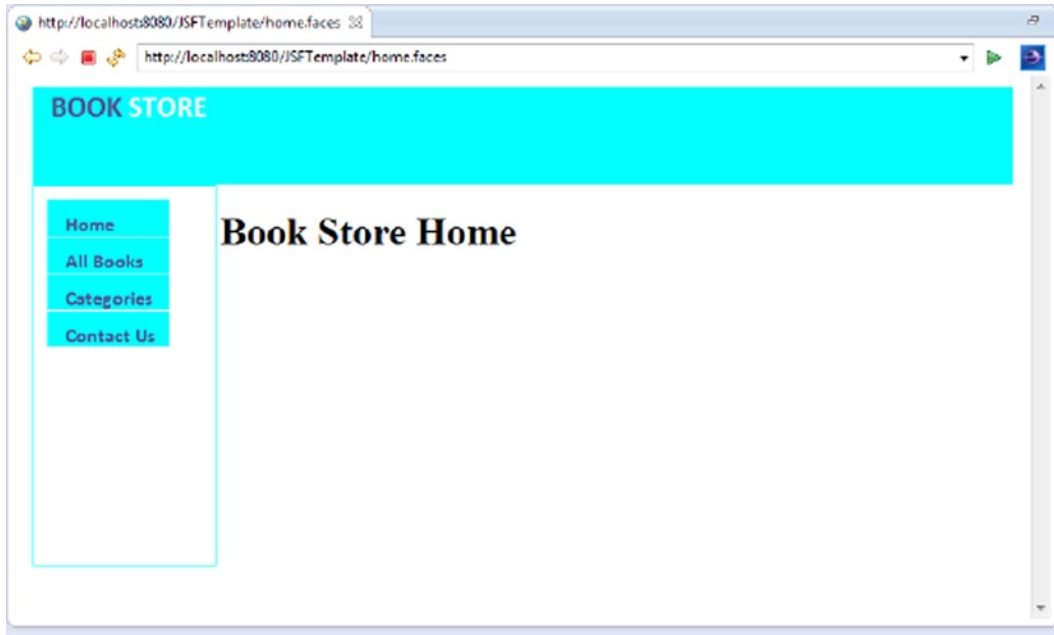 http://localhost:8080/JSFTemplate/home.faces
http://localhost:8080/JSFTemplate/home.faces
BOOK STORE
Home
Book Store Home
All Books
Categories
Contact Us